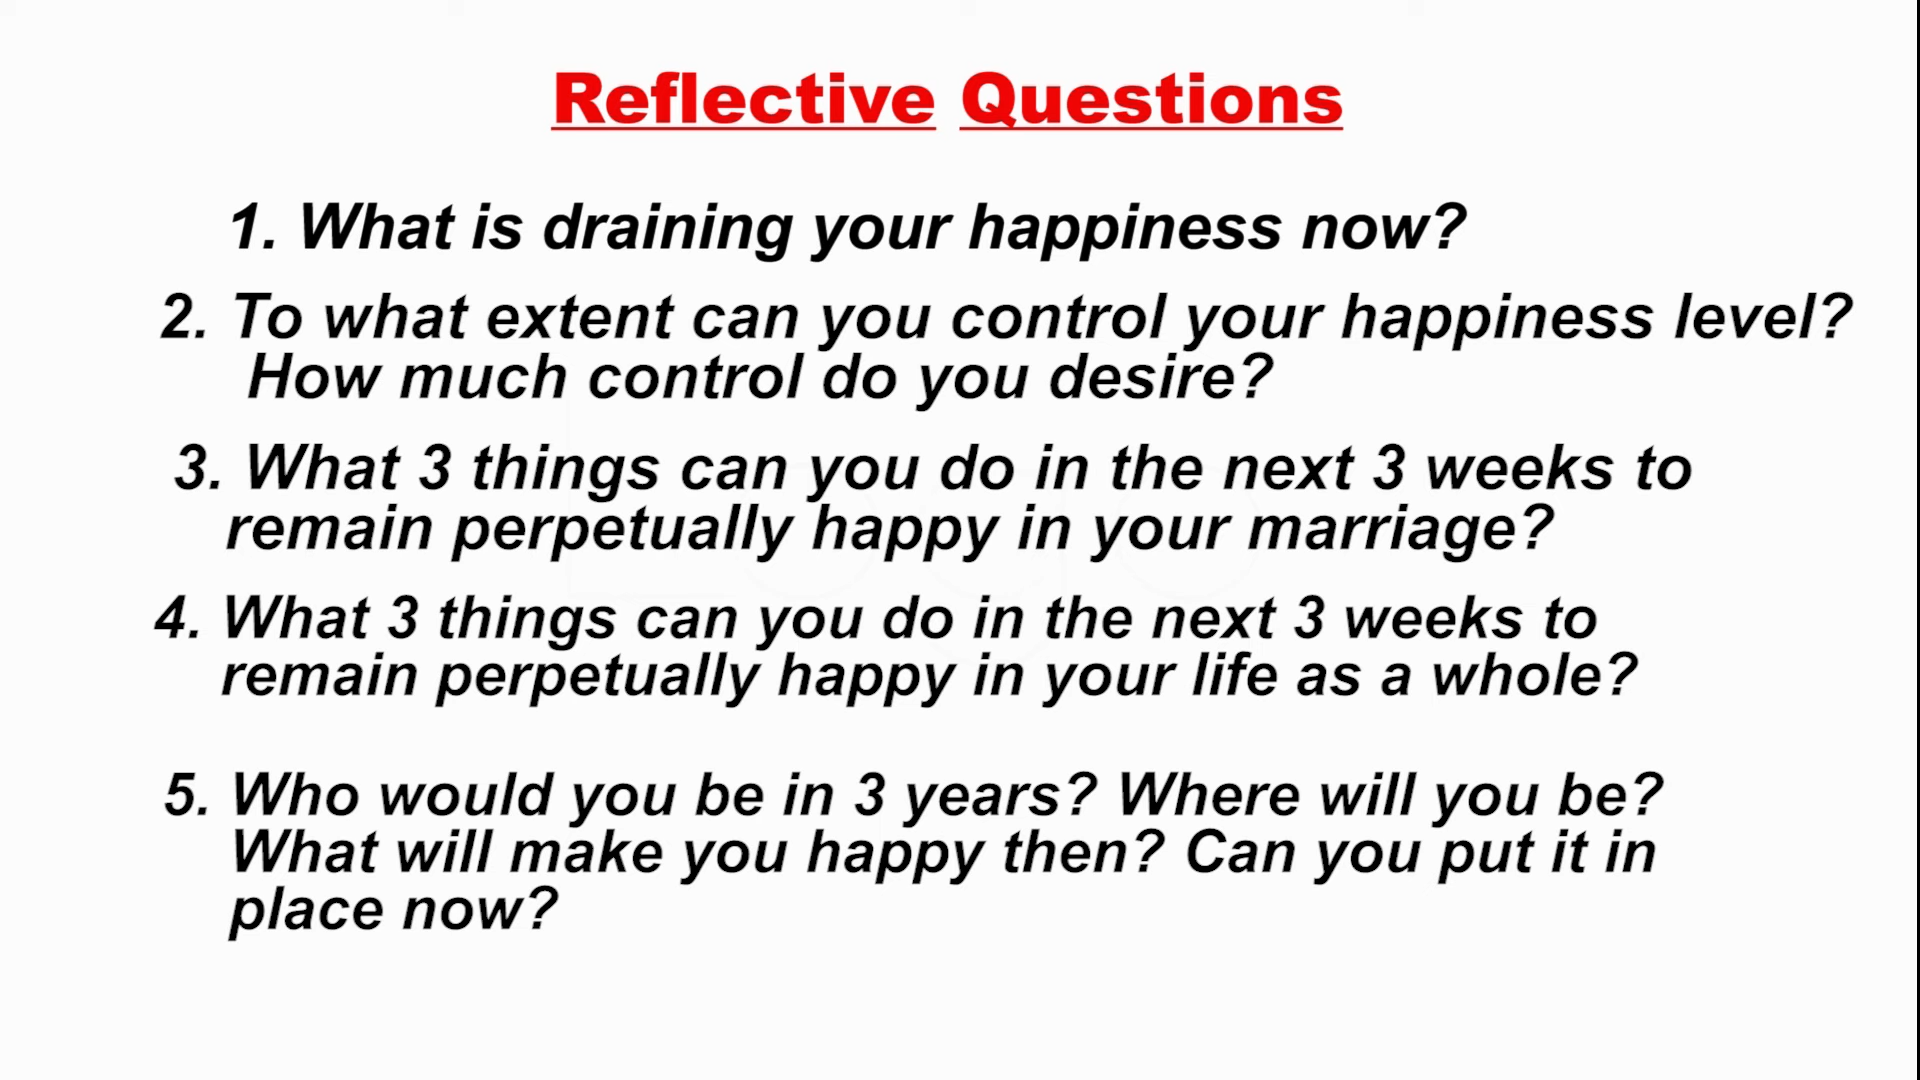 Reflective Questions
1. What is draining your happiness now?
2. To what extent can you control your happiness level?
How much control do you desire?
3. What 3 things can you do in the next 3 weeks to
remain perpetually happy in your marriage?
4. What 3 things can you do in the next 3 weeks to
remain perpetually happy in your life as a whole?
5. Who would you be in 3 years? Where will you be?
What will make you happy then? Can you put it in
place now?